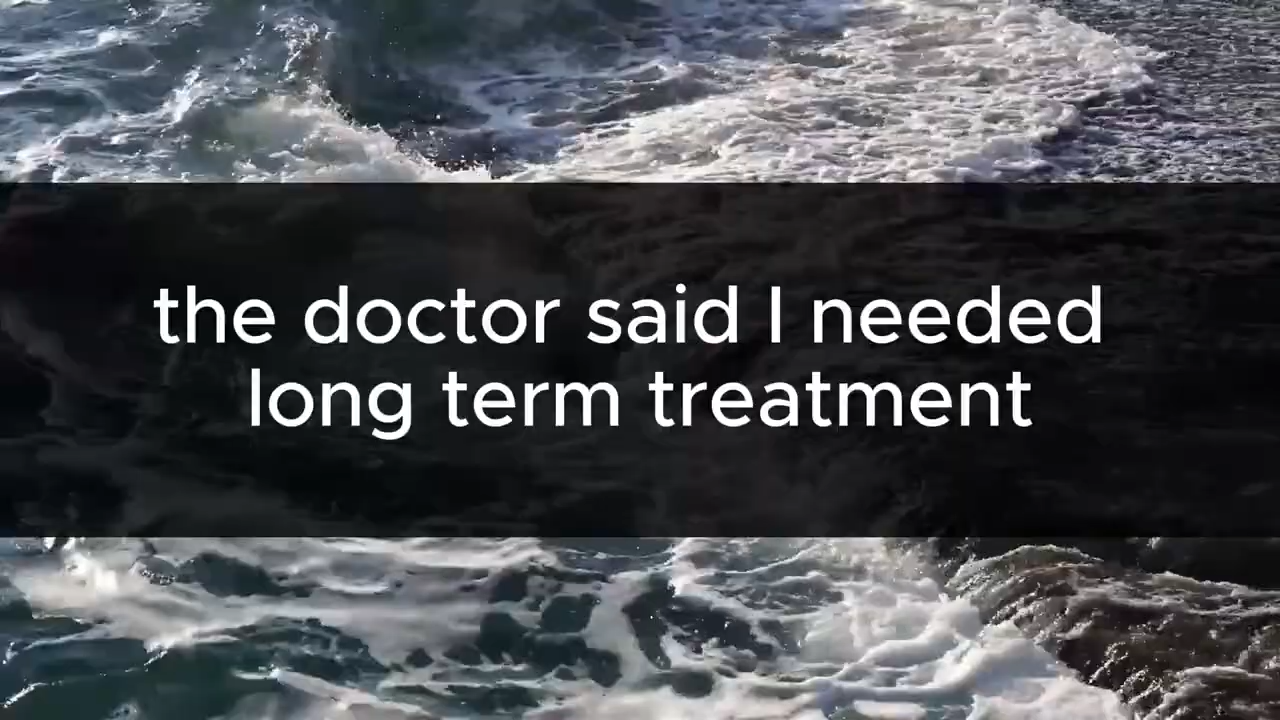 the doctor said I needed
long term treatment